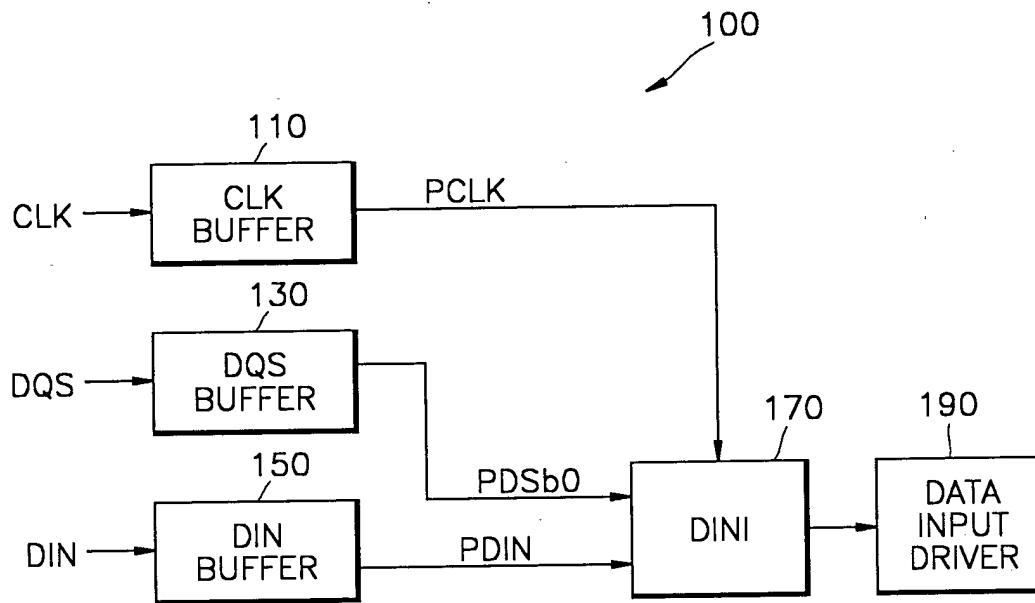 100
110
CLK
BUFFER
CLK
PCLK
130
DQS
BUFFER
DQS
PDSb0
150
DIN
BUFFER
DIN
PDIN
170
DINI
190
DATA
INPUT
DRIVER